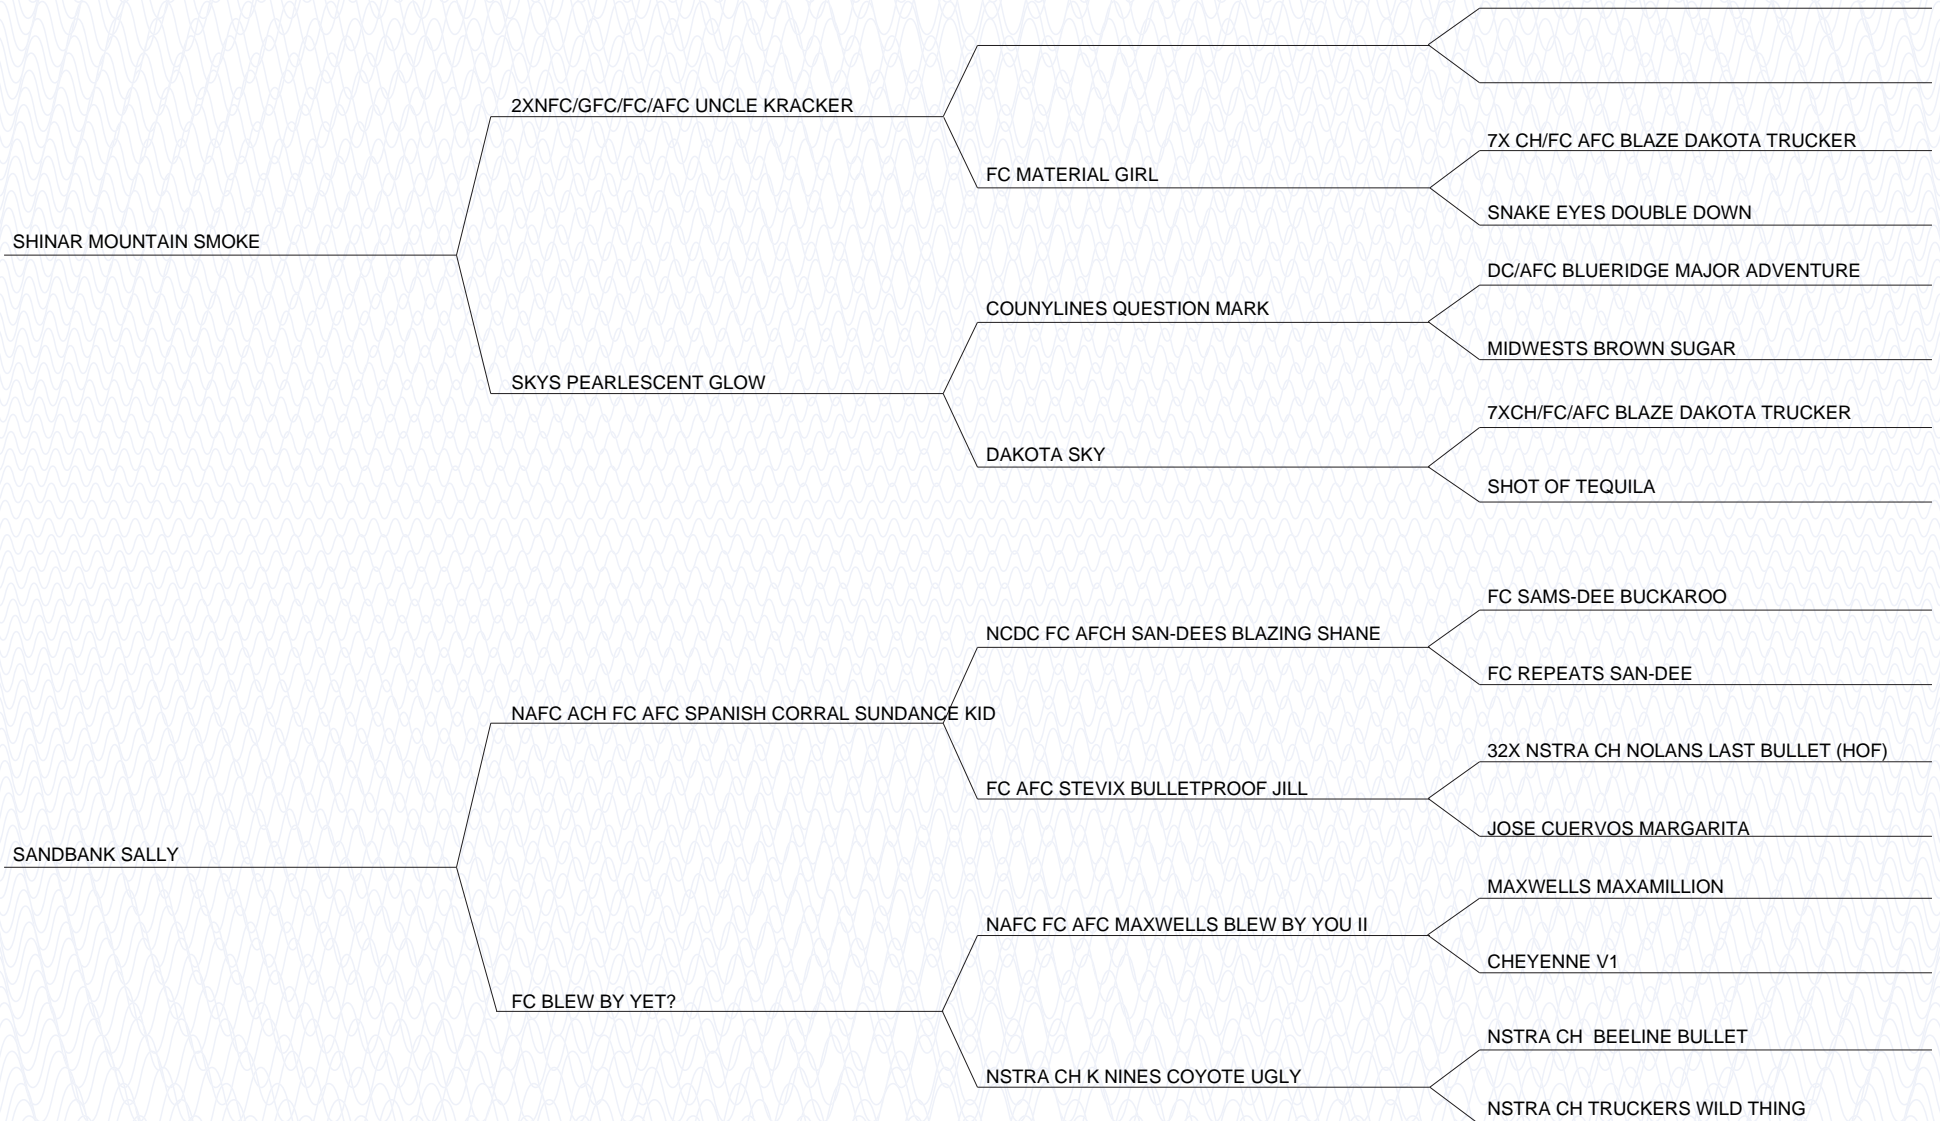 2XNFC/GFC/FC/AFC UNCLE KRACKER
7X CH/FC AFC BLAZE DAKOTA TRUCKER
FC MATERIAL GIRL
SNAKE EYES DOUBLE DOWN
SHINAR MOUNTAIN SMOKE
DC/AFC BLUERIDGE MAJOR ADVENTURE
COUNYLINES QUESTION MARK
MIDWESTS BROWN SUGAR
SKYS PEARLESCENT GLOW
7XCH/FC/AFC BLAZE DAKOTA TRUCKER
DAKOTA SKY
SHOT OF TEQUILA
FC SAMS-DEE BUCKAROO
NCDC FC AFCH SAN-DEES BLAZING SHANE
FC REPEATS SAN-DEE
NAFC ACH FC AFC SPANISH CORRAL SUNDANCE KID
32X NSTRA CH NOLANS LAST BULLET (HOF)
FC AFC STEVIX BULLETPROOF JILL
JOSE CUERVOS MARGARITA
SANDBANK SALLY
MAXWELLS MAXAMILLION
NAFC FC AFC MAXWELLS BLEW BY YOU II
CHEYENNE V1
FC BLEW BY YET?
NSTRA CH  BEELINE BULLET
NSTRA CH K NINES COYOTE UGLY
NSTRA CH TRUCKERS WILD THING